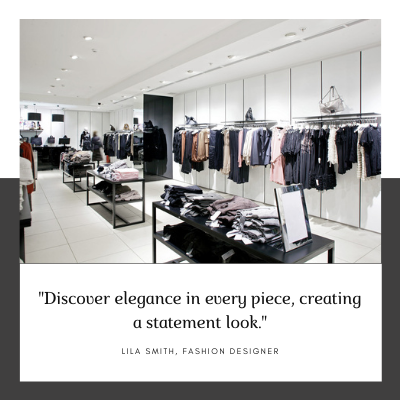 "Discover elegance in every piece, creating
a statement look."
LILA SMITH, FASHION DESIGNER